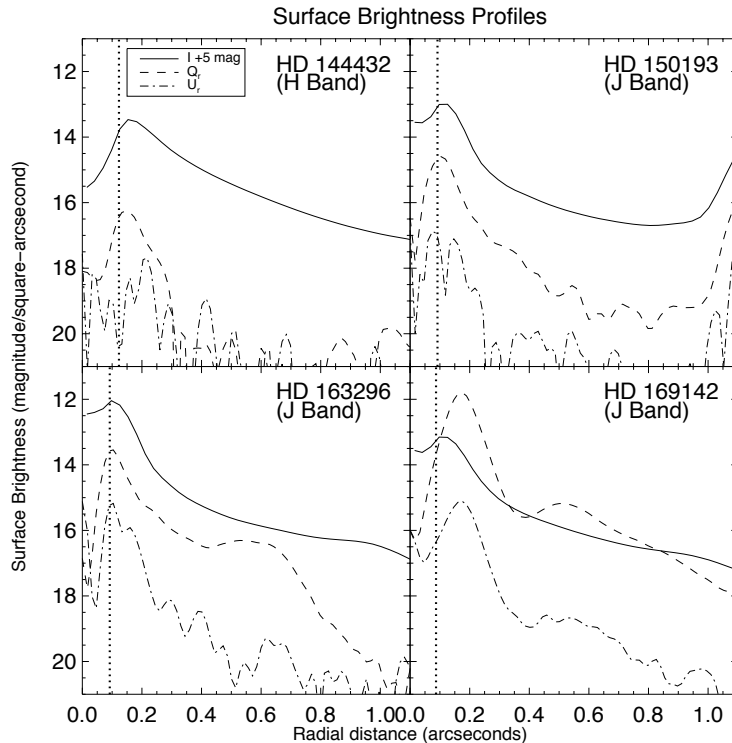 Surface Brightness Profiles
I +5 mag
Q_r
U_r
HD 144432
(H Band)
HD 150193
(J Band)
12
14
16
18
20
HD 163296
(J Band)
HD 169142
(J Band)
12
14
16
18
20
0.0 0.2 0.4 0.6 0.8 1.0 0.0 0.2 0.4 0.6 0.8 1.0
Surface Brightness (magnitude/square-arcsecond)
Radial distance (arcseconds)